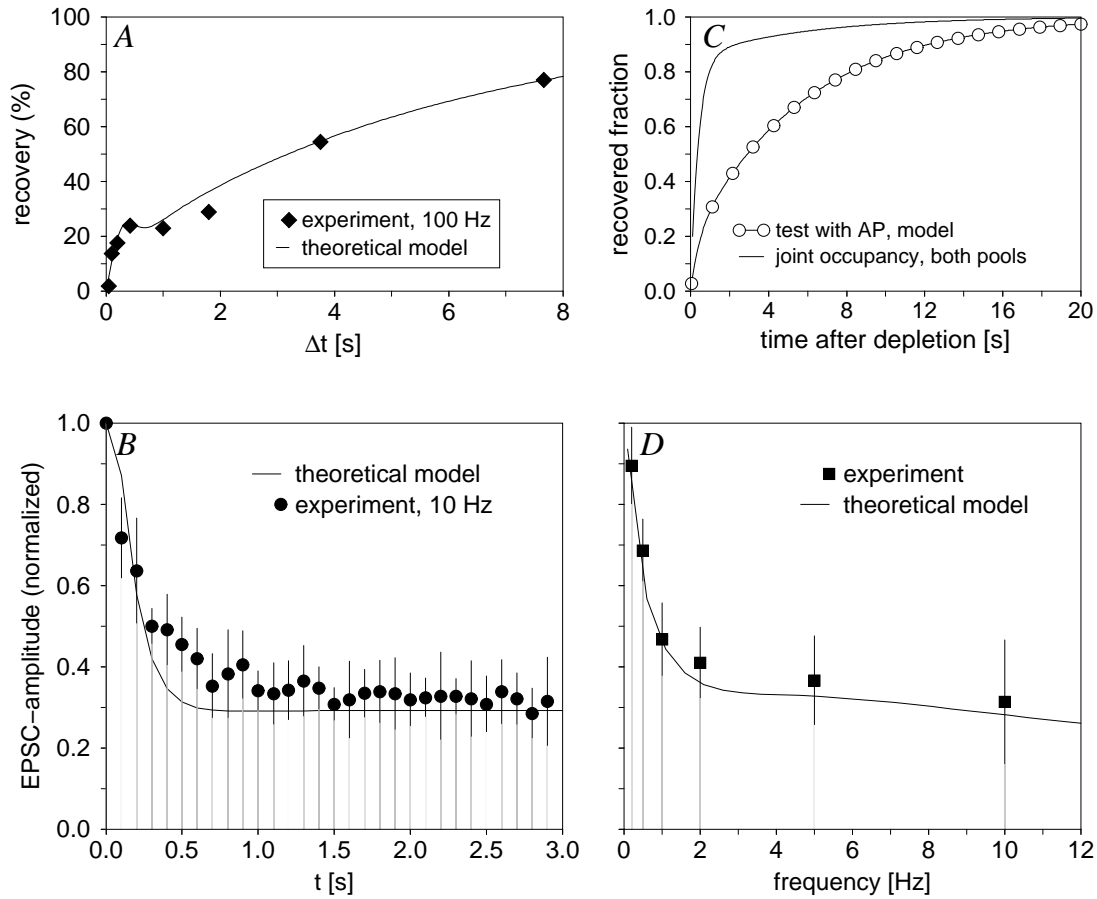 A
recovery (%)
100
80
60
40
20
0
experiment, 100 Hz
theoretical model
0 2 4 6 8
Δt [s]
C
recovered fraction
1.0
0.8
0.6
0.4
0.2
0.0
test with AP, model
joint occupancy, both pools
0 4 8 12 16 20
time after depletion [s]
B
EPSC−amplitude (normalized)
1.0
0.8
0.6
0.4
0.2
0.0
theoretical model
experiment, 10 Hz
0.0 0.5 1.0 1.5 2.0 2.5 3.0
t [s]
D
experiment
theoretical model
0 2 4 6 8 10 12
frequency [Hz]